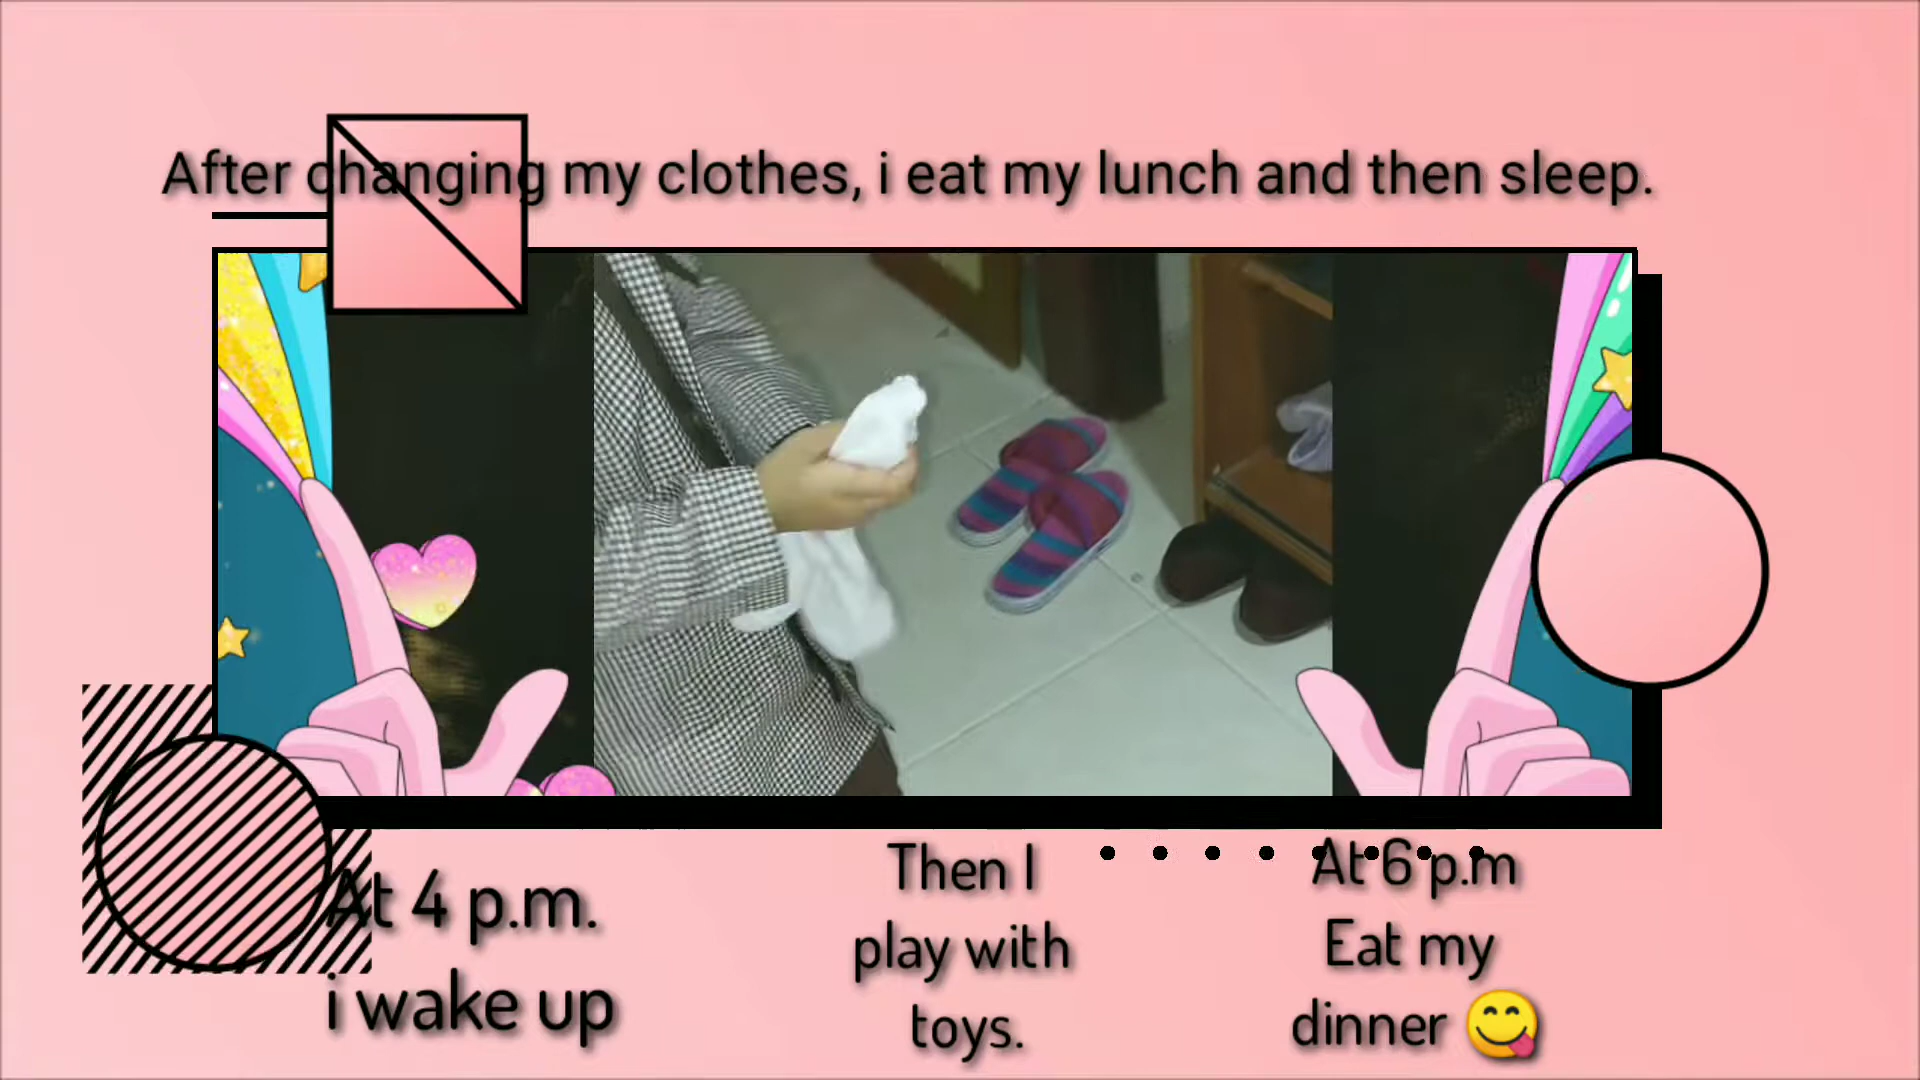 After changing my clothes, i eat my lunch and then sleep.
At 4 p.m.
i wake up
Then I
play with
toys.
At 6 p.m
Eat my
dinner 😋